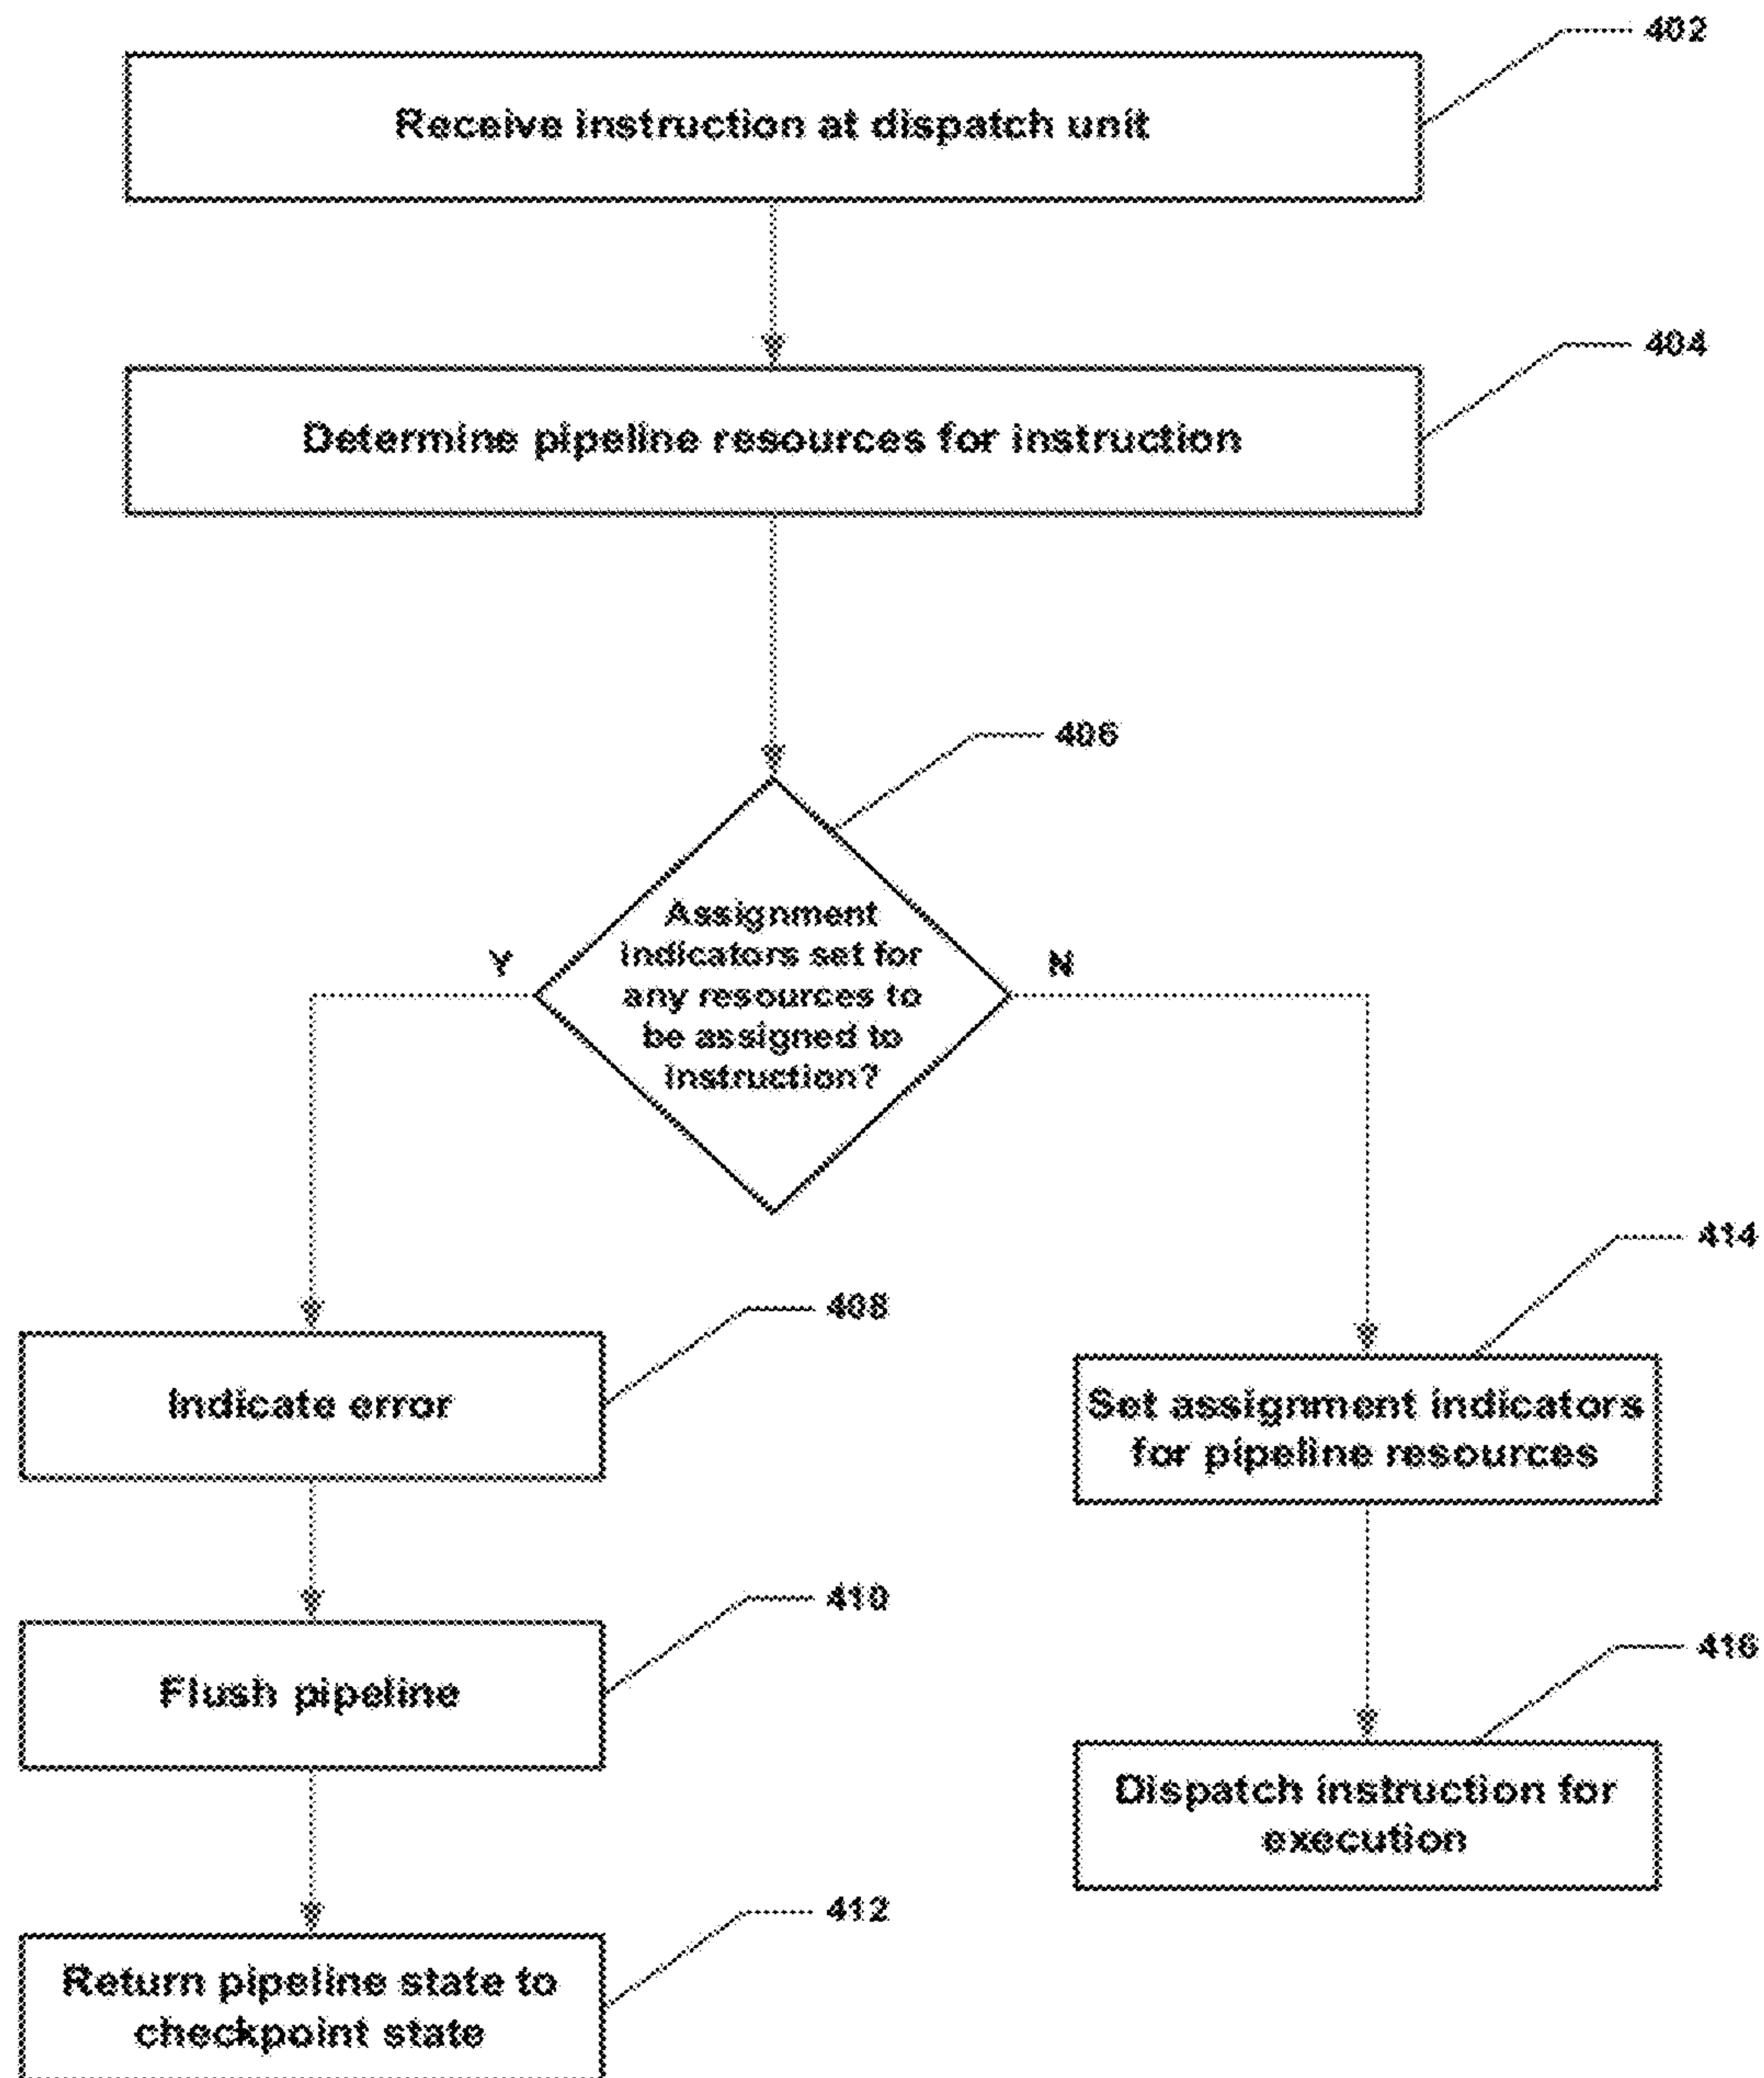 402
Receive instruction at dispatch unit
404
Determine pipeline resources for instruction
406
Assignment
indicators set for
any resources to
be assigned to
instruction?
Y
N
414
408
Indicate error
Set assignment indicators
for pipeline resources
410
Flush pipeline
416
Dispatch instruction for
execution
412
Return pipeline state to
checkpoint state